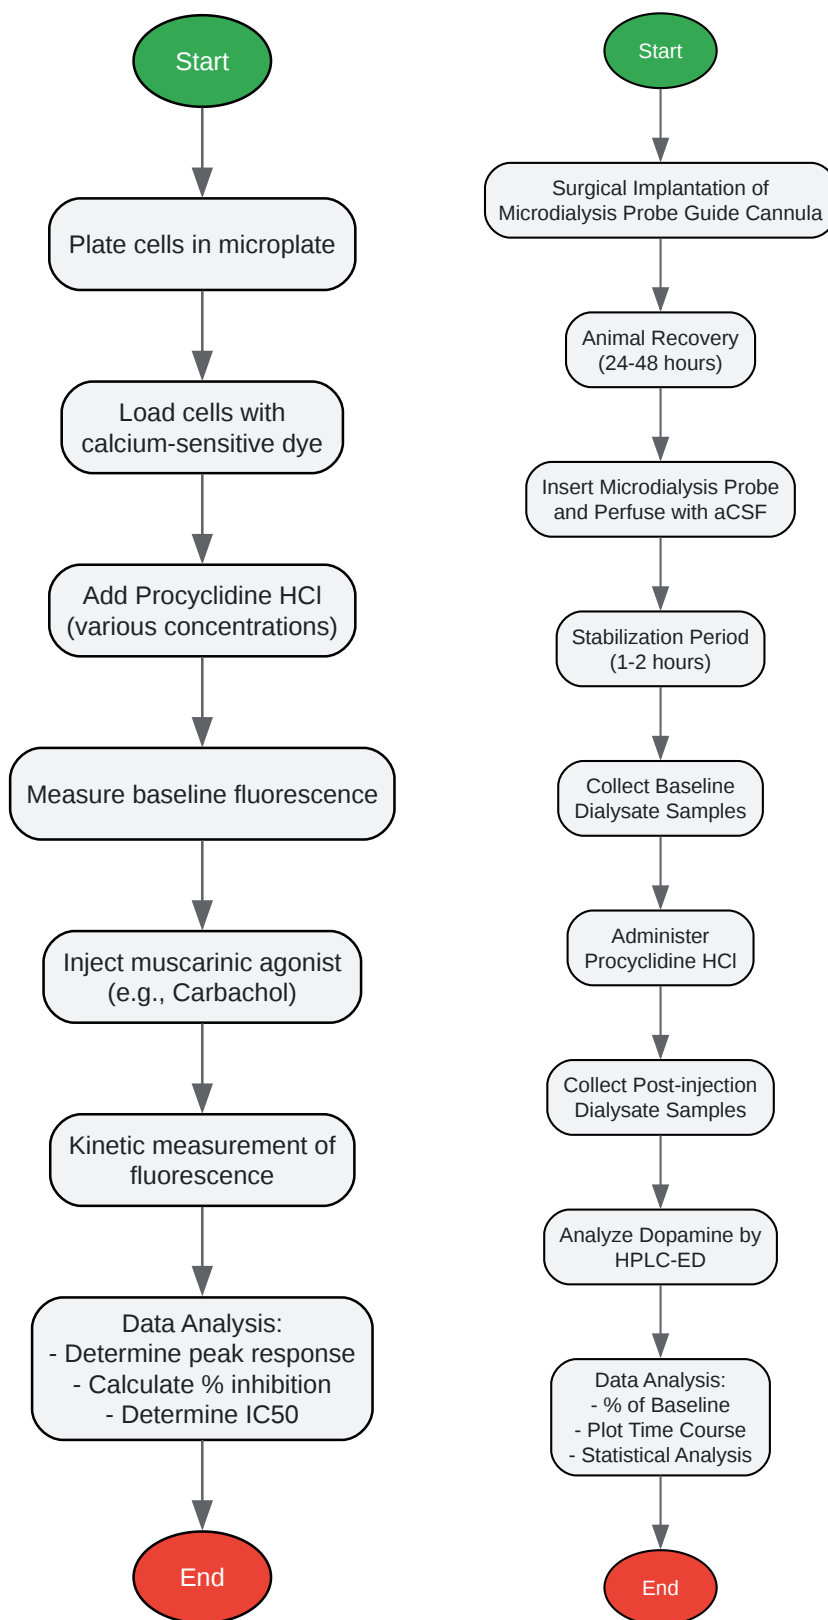 Start
Plate cells in microplate
Load cells with
calcium-sensitive dye
Add Procyclidine HCl
(various concentrations)
Measure baseline fluorescence
Inject muscarinic agonist
(e.g., Carbachol)
Kinetic measurement of
fluorescence
Data Analysis:
- Determine peak response
- Calculate % inhibition
- Determine IC50
End
Start
Surgical Implantation of
Microdialysis Probe Guide Cannula
Animal Recovery
(24-48 hours)
Insert Microdialysis Probe
and Perfuse with aCSF
Stabilization Period
(1-2 hours)
Collect Baseline
Dialysate Samples
Administer
Procyclidine HCl
Collect Post-injection
Dialysate Samples
Analyze Dopamine by
HPLC-ED
Data Analysis:
- % of Baseline
- Plot Time Course
- Statistical Analysis
End